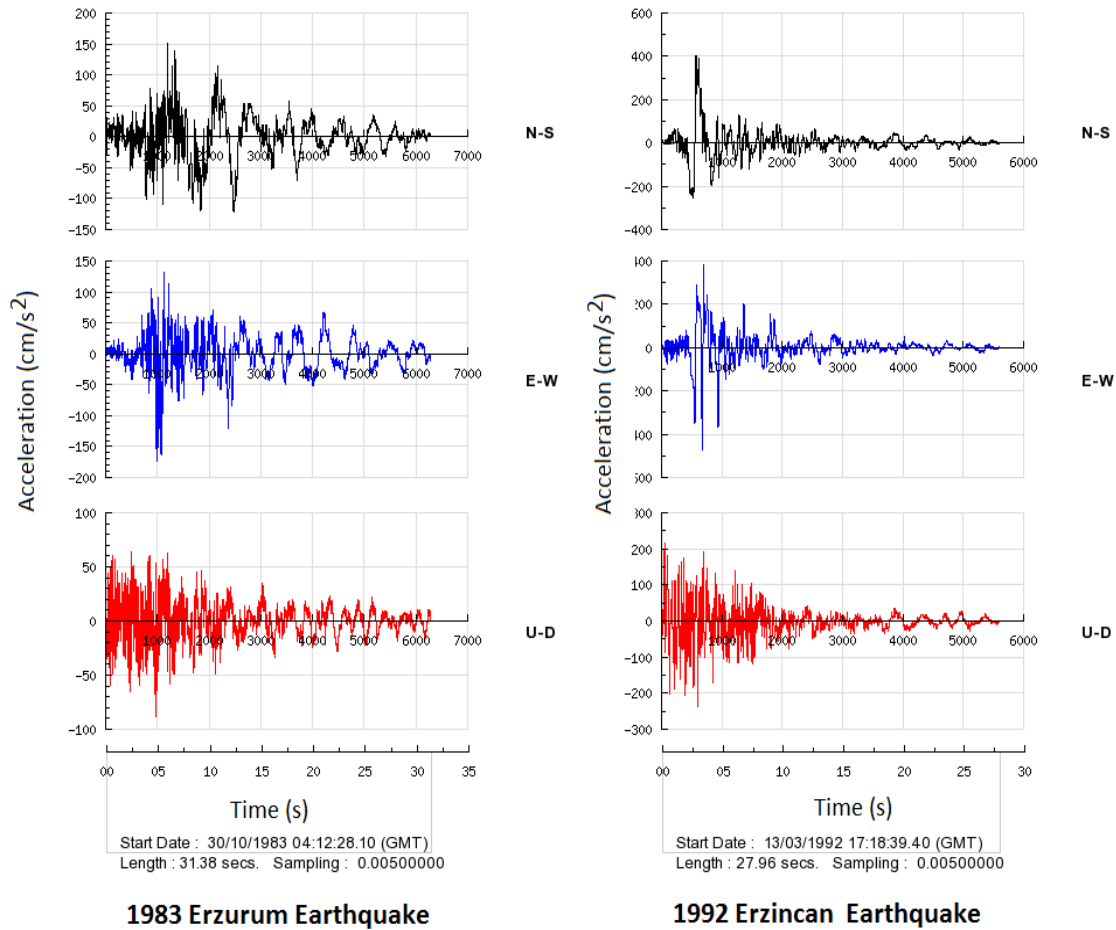 Acceleration (cm/s²)
200
150
100
50
0
−50
−100
−150
1000 2000 3000 4000 5000 6000 7000
N-S
200
150
100
50
0
−50
−100
−150
−200
1000 2000 3000 4000 5000 6000 7000
E-W
100
50
0
−50
−100
1000 2000 3000 4000 5000 6000 7000
U-D
00 05 10 15 20 25 30 35
Time (s)
Start Date : 30/10/1983 04:12:28.10 (GMT)
Length : 31.38 secs. Sampling : 0.00500000
1983 Erzurum Earthquake
Acceleration (cm/s²)
600
400
200
0
−200
−400
1000 2000 3000 4000 5000 6000
N-S
400
200
0
200
400
500
1000 2000 3000 4000 5000 6000
E-W
300
200
100
0
−100
−200
−300
1000 2000 3000 4000 5000 6000
U-D
00 05 10 15 20 25 30
Time (s)
Start Date : 13/03/1992 17:18:39.40 (GMT)
Length : 27.96 secs. Sampling : 0.00500000
1992 Erzincan Earthquake